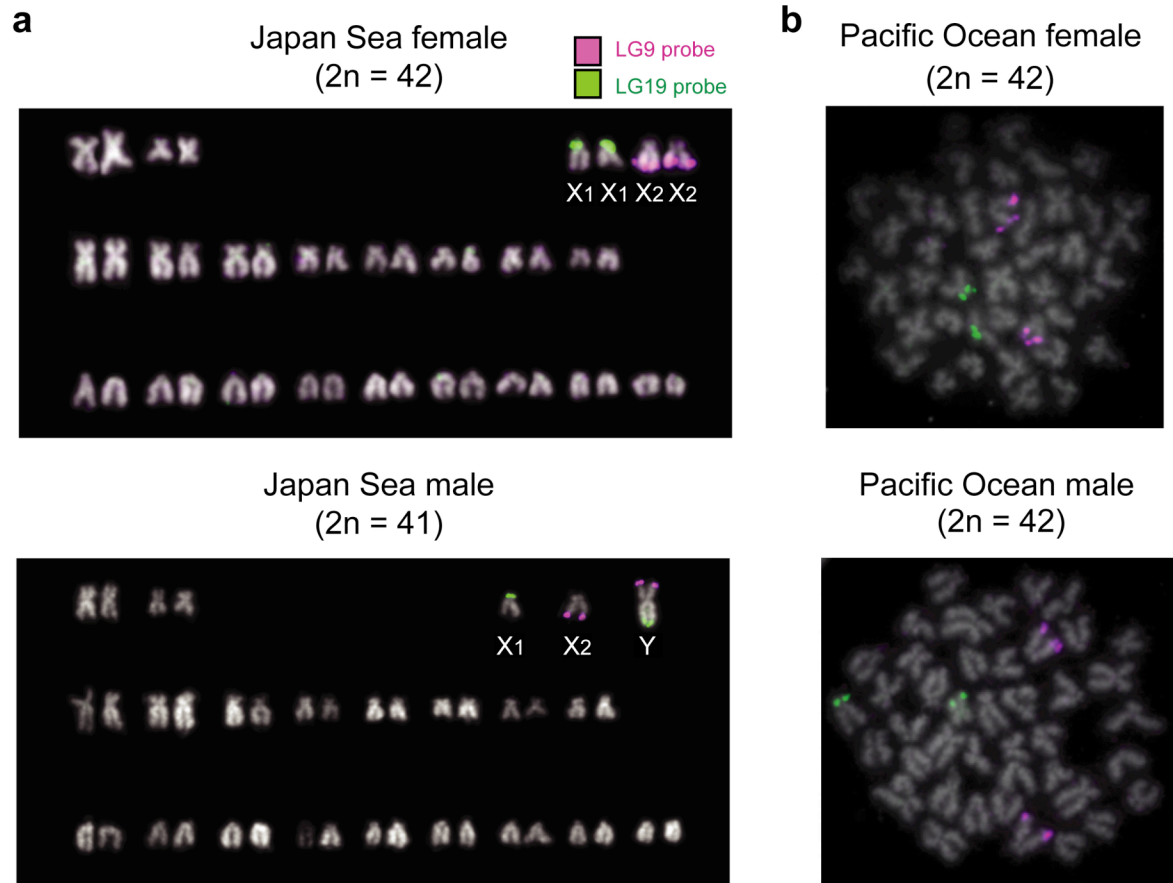 a
Japan Sea female
(2n = 42)
LG9 probe
LG19 probe
X1 X1 X2 X2
Japan Sea male
(2n = 41)
X1 X2 Y
b
Pacific Ocean female
(2n = 42)
Pacific Ocean male
(2n = 42)